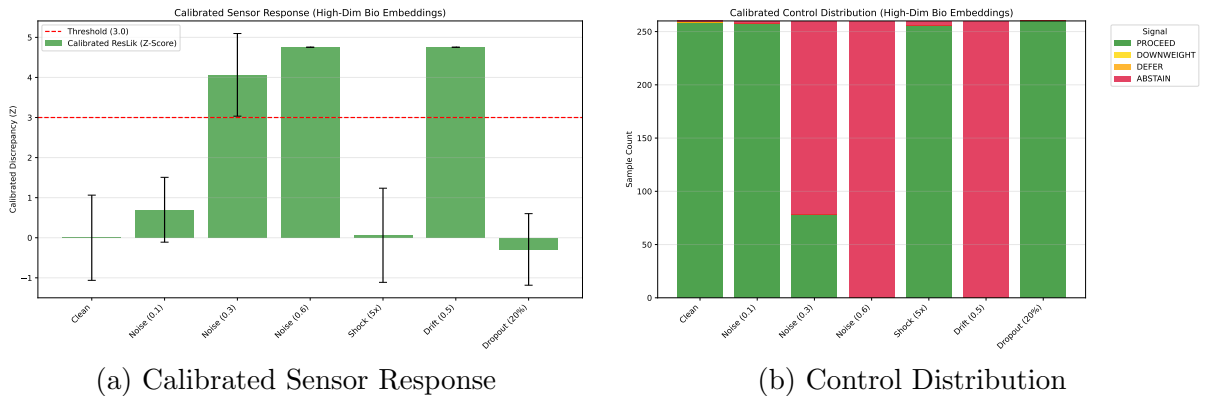 Calibrated Sensor Response (High-Dim Bio Embeddings)
Threshold (3.0)
Calibrated ResLik (Z-Score)
Calibrated Discrepancy (Z)
5
4
3
2
1
0
−1
Clean
Noise (0.1)
Noise (0.3)
Noise (0.6)
Shock (5x)
Drift (0.5)
Dropout (20%)
(a) Calibrated Sensor Response
Calibrated Control Distribution (High-Dim Bio Embeddings)
Sample Count
250
200
150
100
50
0
Clean
Noise (0.1)
Noise (0.3)
Noise (0.6)
Shock (5x)
Drift (0.5)
Dropout (20%)
Signal
PROCEED
DOWNWEIGHT
DEFER
ABSTAIN
(b) Control Distribution